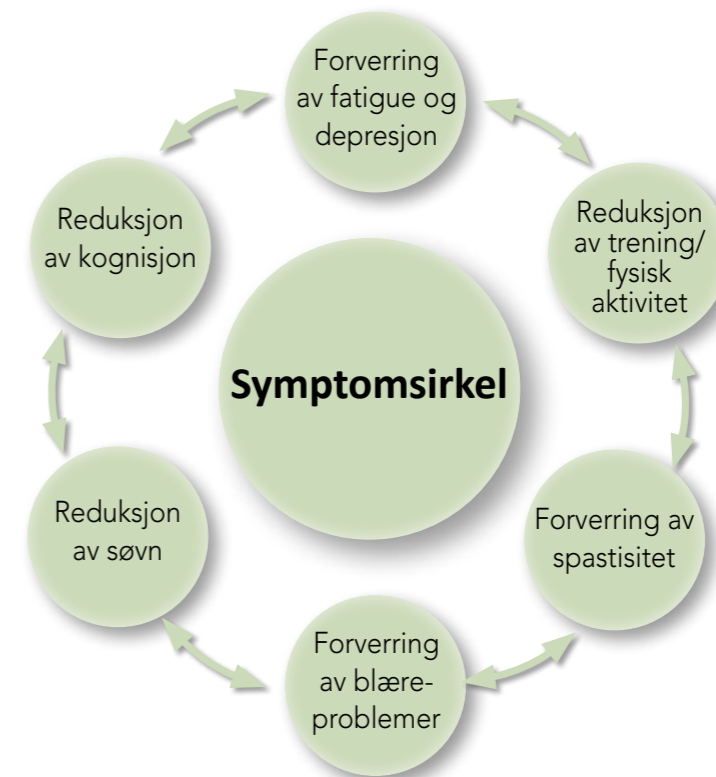 Forverring
av fatigue og
depresjon
Reduksjon
av trening/
fysisk
aktivitet
Forverring av
spastisitet
Forverring
av blære-
problemer
Reduksjon
av søvn
Reduksjon
av kognisjon
Symptomsirkel